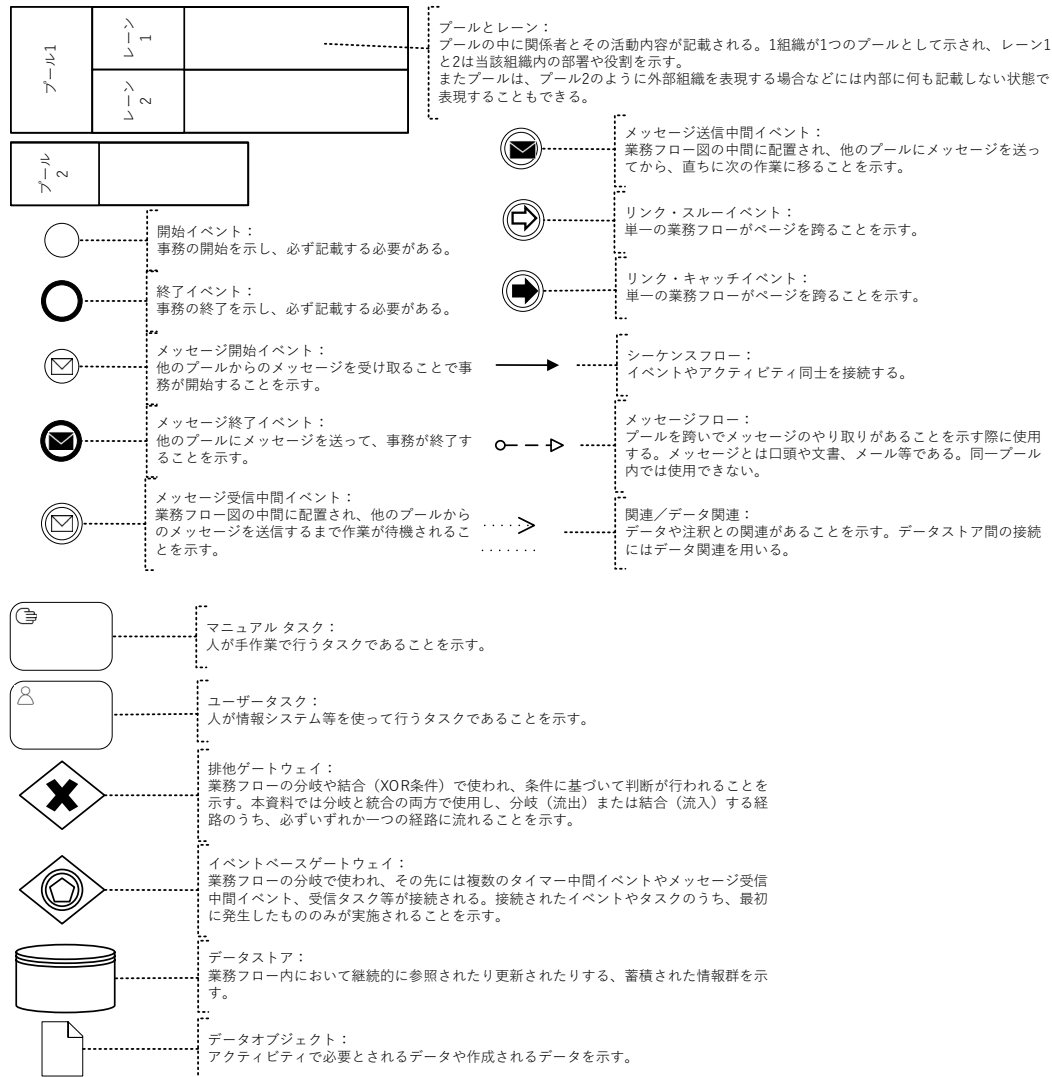 プール1
レーン1
レーン2
プールとレーン：
プールの中に関係者とその活動内容が記載される。1組織が1つのプールとして示され、レーン1
と2は当該組織内の部署や役割を示す。
またプールは、プール2のように外部組織を表現する場合などには内部に何も記載しない状態で
表現することもできる。
プール2
開始イベント：
事務の開始を示し、必ず記載する必要がある。
終了イベント：
事務の終了を示し、必ず記載する必要がある。
メッセージ開始イベント：
他のプールからのメッセージを受け取ることで事
務が開始することを示す。
メッセージ終了イベント：
他のプールにメッセージを送って、事務が終了す
ることを示す。
メッセージ受信中間イベント：
業務フロー図の中間に配置され、他のプールから
のメッセージを送信するまで作業が待機されるこ
とを示す。
メッセージ送信中間イベント：
業務フロー図の中間に配置され、他のプールにメッセージを送っ
てから、直ちに次の作業に移ることを示す。
リンク・スルーイベント：
単一の業務フローがページを跨ることを示す。
リンク・キャッチイベント：
単一の業務フローがページを跨ることを示す。
シーケンスフロー：
イベントやアクティビティ同士を接続する。
メッセージフロー：
プールを跨いでメッセージのやり取りがあることを示す際に使用
する。メッセージとは口頭や文書、メール等である。同一プール
内では使用できない。
関連／データ関連：
データや注釈との関連があることを示す。データストア間の接続
にはデータ関連を用いる。
マニュアル タスク：
人が手作業で行うタスクであることを示す。
ユーザータスク：
人が情報システム等を使って行うタスクであることを示す。
排他ゲートウェイ：
業務フローの分岐や結合（XOR条件）で使われ、条件に基づいて判断が行われることを
示す。本資料では分岐と統合の両方で使用し、分岐（流出）または結合（流入）する経
路のうち、必ずいずれか一つの経路に流れることを示す。
イベントベースゲートウェイ：
業務フローの分岐で使われ、その先には複数のタイマー中間イベントやメッセージ受信
中間イベント、受信タスク等が接続される。接続されたイベントやタスクのうち、最初
に発生したもののみが実施されることを示す。
データストア：
業務フロー内において継続的に参照されたり更新されたりする、蓄積された情報群を示
す。
データオブジェクト：
アクティビティで必要とされるデータや作成されるデータを示す。